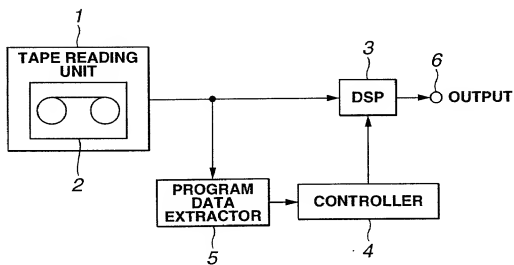 1
TAPE READING
UNIT
2
3
DSP
6
OUTPUT
PROGRAM
DATA
EXTRACTOR
5
CONTROLLER
4